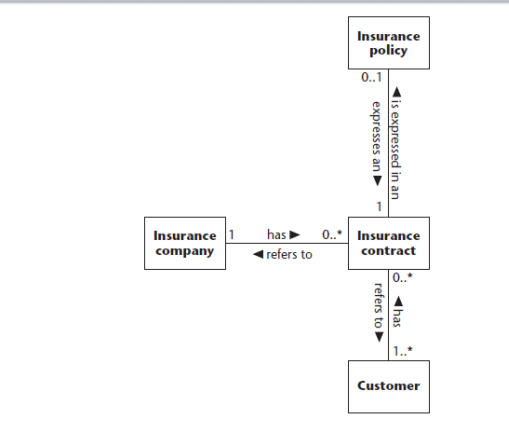 Insurance
policy
0..1
expresses an ▼
▲ is expressed in an
1
Insurance
company
1
has ►
0..*
◄ refers to
Insurance
contract
0..*
refers to ▼
▲ has
1..*
Customer